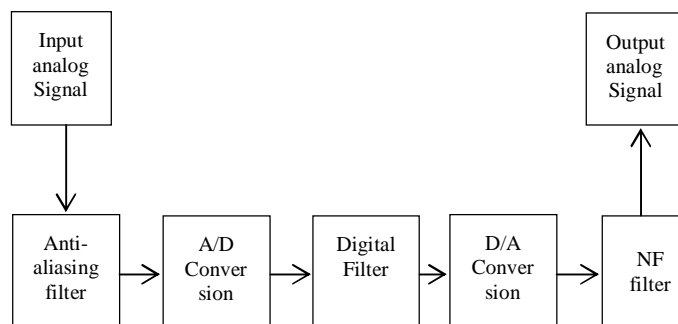 Input
analog
Signal
Output
analog
Signal
Anti-
aliasing
filter
A/D
Conver
sion
Digital
Filter
D/A
Conver
sion
NF
filter